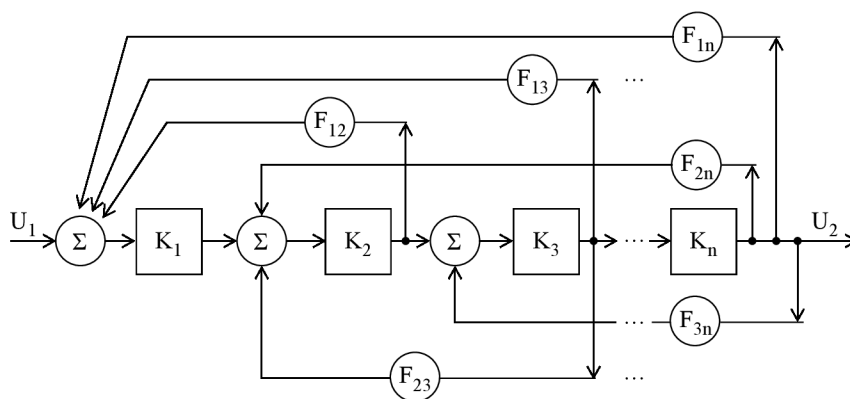 F1n
F13 ...
F12
F2n
U1 Σ K1 Σ K2 Σ K3 ... Kn U2
... F3n
F23 ...